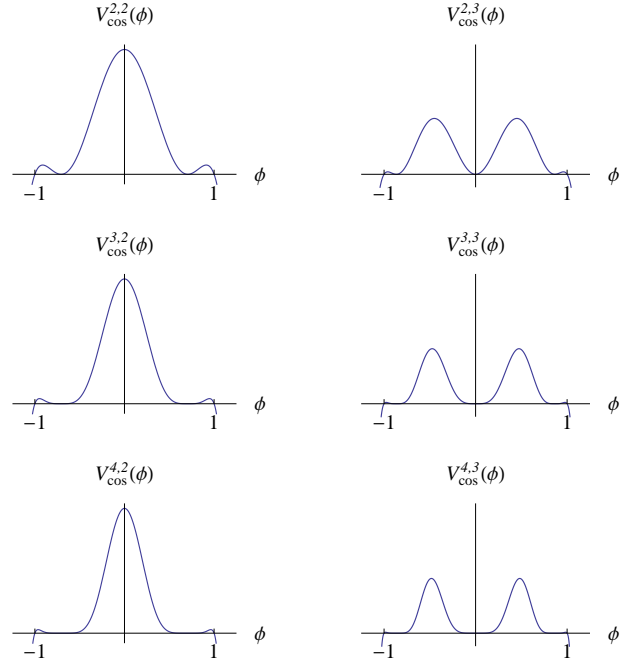 V_cos^{2,2}(ϕ)
V_cos^{2,3}(ϕ)
ϕ
−1
1
ϕ
−1
1
V_cos^{3,2}(ϕ)
V_cos^{3,3}(ϕ)
ϕ
−1
1
ϕ
−1
1
V_cos^{4,2}(ϕ)
V_cos^{4,3}(ϕ)
ϕ
−1
1
ϕ
−1
1